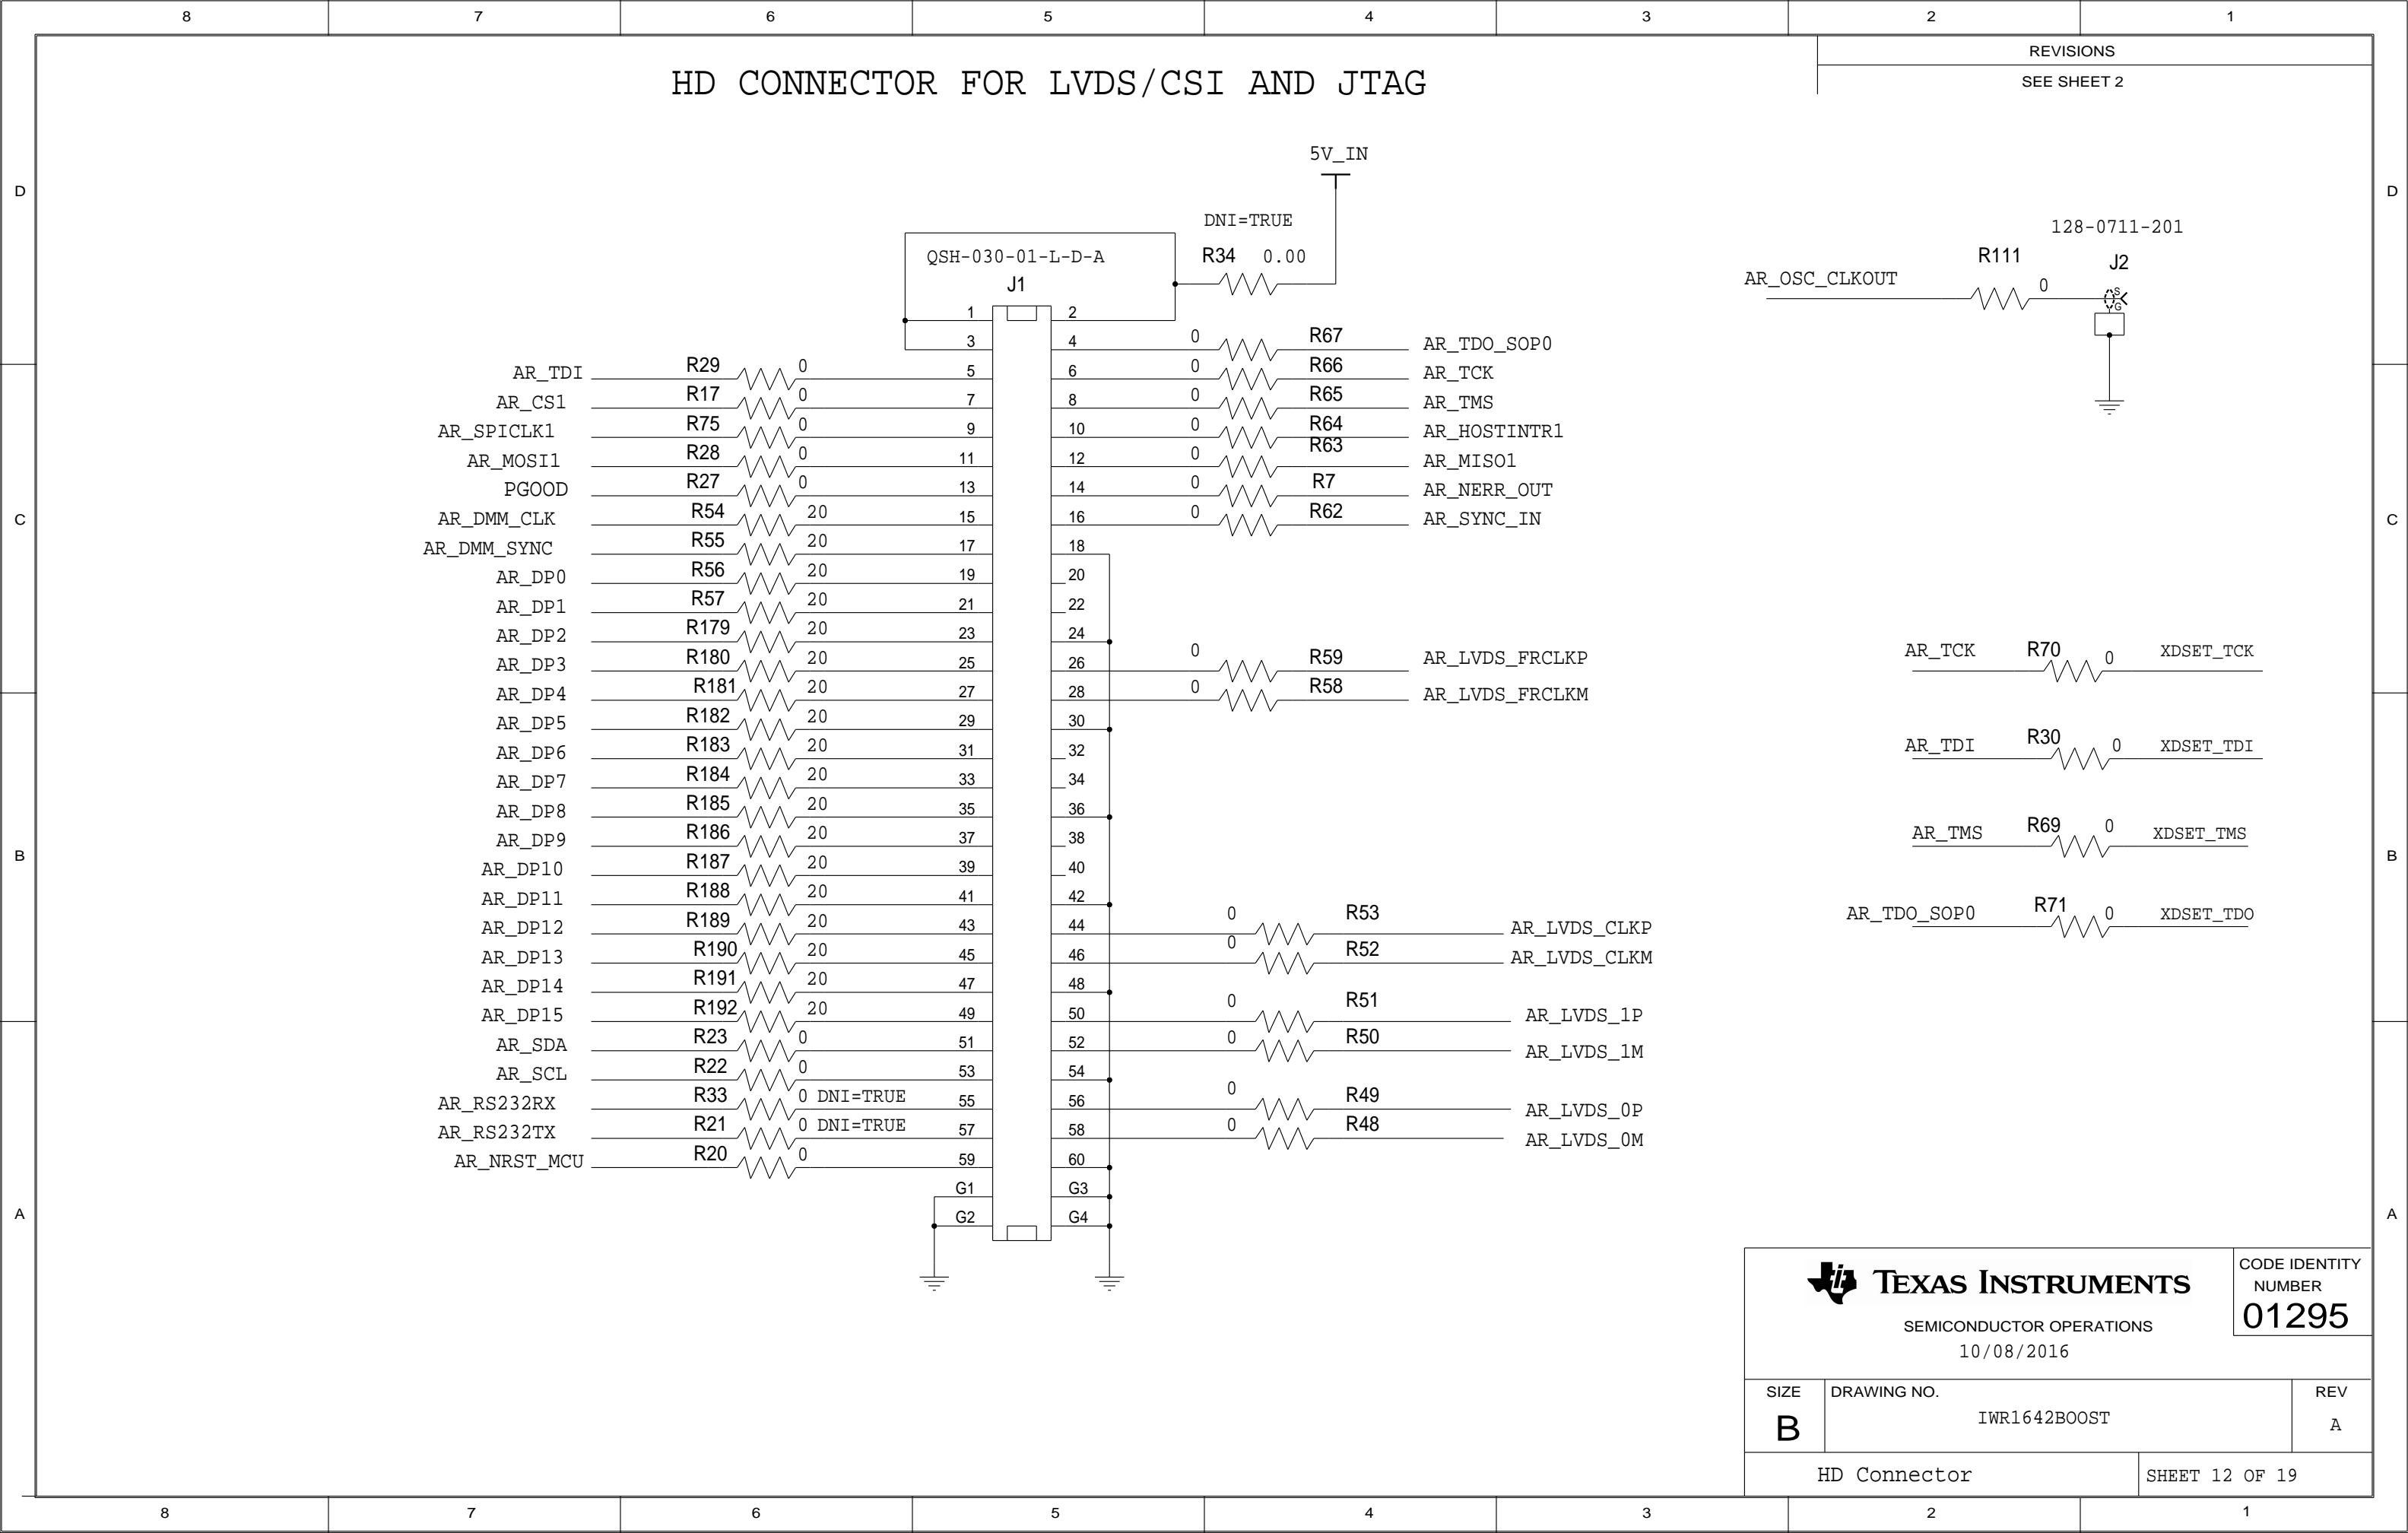 8 7 6 5 4 3 2 1
REVISIONS
SEE SHEET 2
HD CONNECTOR FOR LVDS/CSI AND JTAG
5V_IN
D D
DNI=TRUE
128-0711-201
QSH-030-01-L-D-A R34 0.00
R111 J2
J1
AR_OSC_CLKOUT 0
S
G
1 2
3 4 0 R67 AR_TDO_SOP0
AR_TDI R29 0 5 6 0 R66 AR_TCK
AR_CS1 R17 0 7 8 0 R65 AR_TMS
AR_SPICLK1 R75 0 9 10 0 R64 AR_HOSTINTR1
AR_MOSI1 R28 0 11 12 0 R63 AR_MISO1
PGOOD R27 0 13 14 0 R7 AR_NERR_OUT
AR_DMM_CLK R54 20 15 16 0 R62 AR_SYNC_IN
C C
AR_DMM_SYNC R55 20 17 18
AR_DP0 R56 20 19 20
AR_DP1 R57 20 21 22
AR_DP2 R179 20 23 24
AR_DP3 R180 20 25 26 0 R59 AR_LVDS_FRCLKP
AR_DP4 R181 20 27 28 0 R58 AR_LVDS_FRCLKM
AR_DP5 R182 20 29 30
AR_DP6 R183 20 31 32
AR_DP7 R184 20 33 34
AR_DP8 R185 20 35 36
AR_DP9 R186 20 37 38
B B
AR_DP10 R187 20 39 40
AR_DP11 R188 20 41 42
AR_DP12 R189 20 43 44 0 R53 AR_LVDS_CLKP
AR_DP13 R190 20 45 46 0 R52 AR_LVDS_CLKM
AR_DP14 R191 20 47 48
AR_DP15 R192 20 49 50 0 R51 AR_LVDS_1P
AR_SDA R23 0 51 52 0 R50 AR_LVDS_1M
AR_SCL R22 0 53 54
AR_RS232RX R33 0 DNI=TRUE 55 56 0 R49 AR_LVDS_0P
AR_RS232TX R21 0 DNI=TRUE 57 58 0 R48 AR_LVDS_0M
AR_NRST_MCU R20 0 59 60
G1 G3
G2 G4
A A
AR_TCK R70 0 XDSET_TCK
AR_TDI R30 0 XDSET_TDI
AR_TMS R69 0 XDSET_TMS
AR_TDO_SOP0 R71 0 XDSET_TDO
TEXAS INSTRUMENTS
SEMICONDUCTOR OPERATIONS
10/08/2016
CODE IDENTITY
NUMBER
01295
SIZE
B
DRAWING NO.
IWR1642BOOST
REV
A
HD Connector
SHEET 12 OF 19
8 7 6 5 4 3 2 1